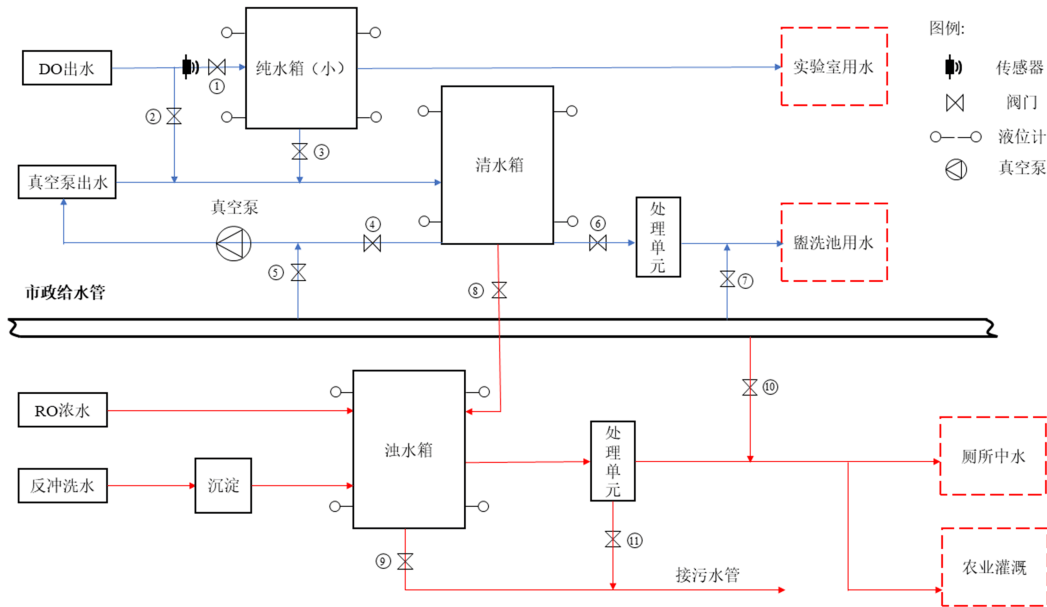 图例:
DO出水
①
纯水箱（小）
实验室用水
传感器
②
阀门
③
液位计
真空泵出水
清水箱
真空泵
真空泵
④
⑥
处理单元
盥洗池用水
⑤
⑦
市政给水管
⑧
⑩
RO浓水
浊水箱
处理单元
厕所中水
反冲洗水
沉淀
⑨
⑪
接污水管
农业灌溉